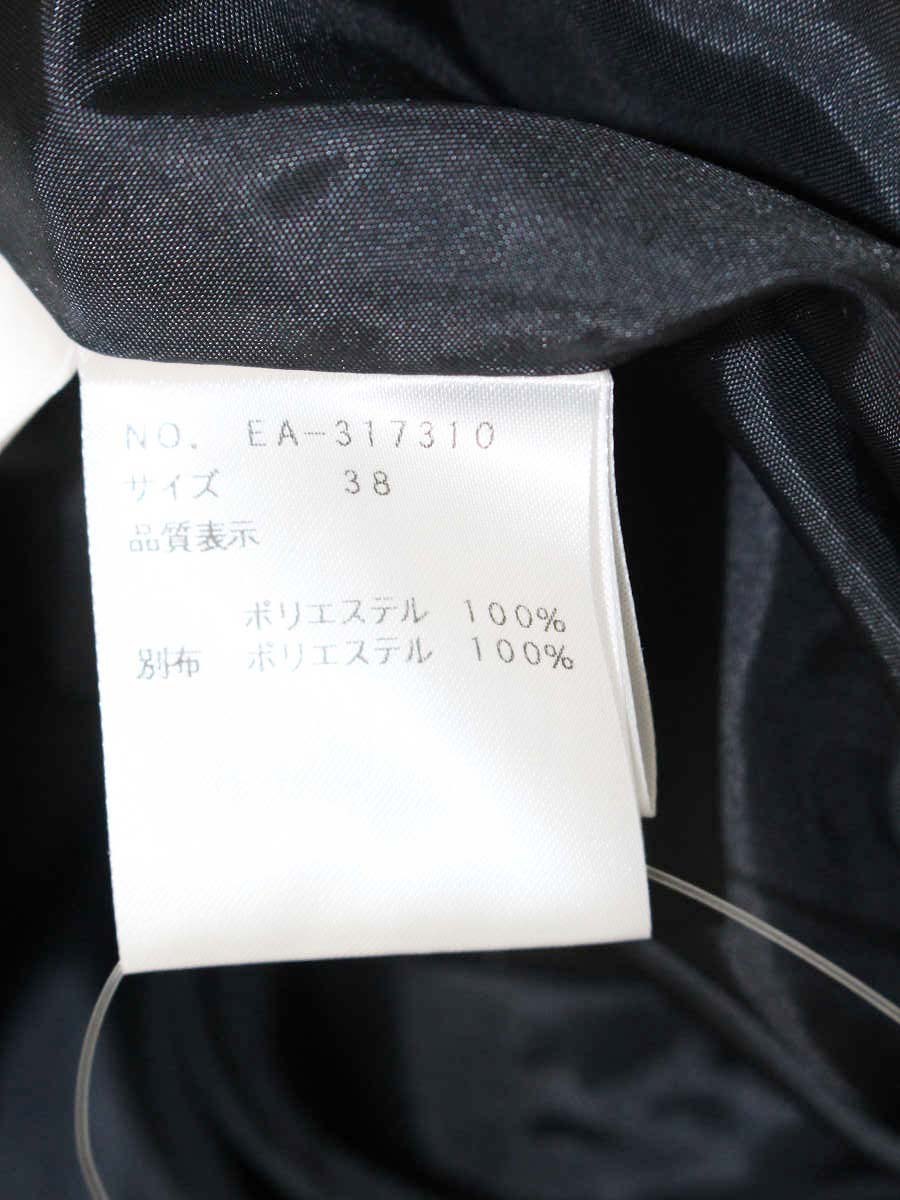 NO. EA-317310
サイズ 38
品質表示
ポリエステル 100%
別布 ポリエステル 100%